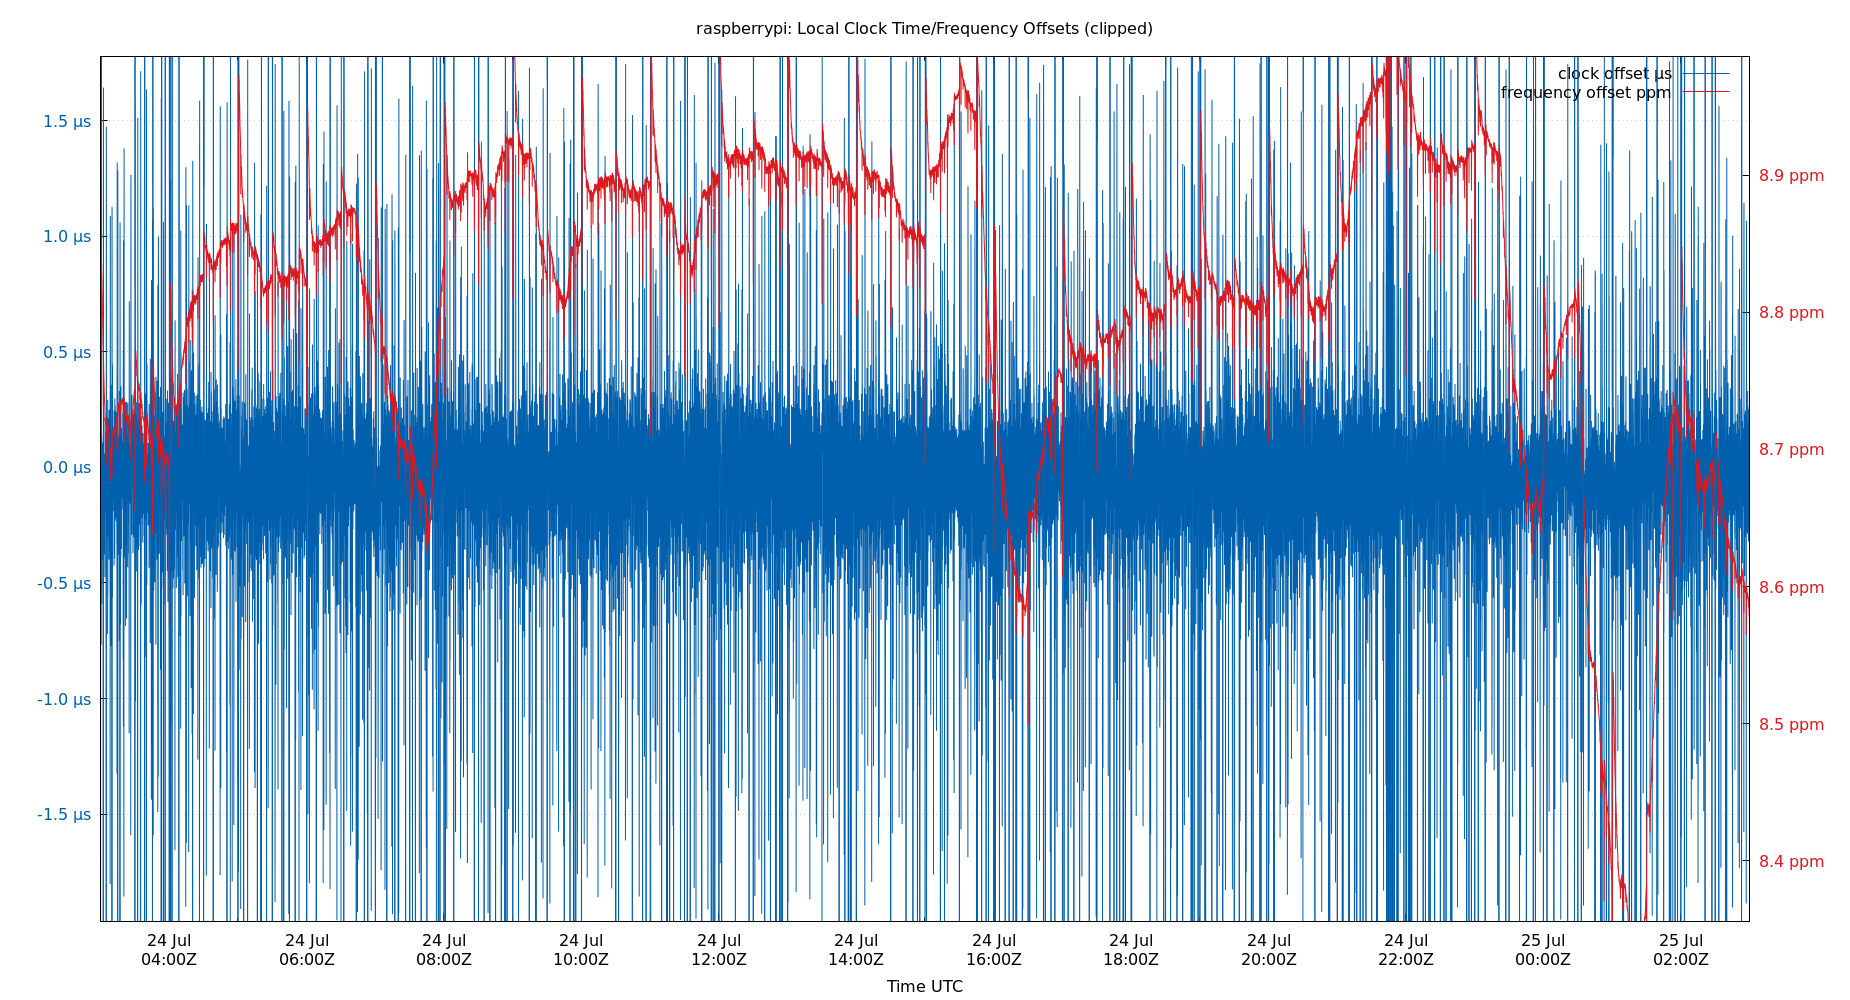 raspberrypi: Local Clock Time/Frequency Offsets (clipped)
clock offset µs
frequency offset ppm
1.5 µs
1.0 µs
0.5 µs
0.0 µs
-0.5 µs
-1.0 µs
-1.5 µs
8.9 ppm
8.8 ppm
8.7 ppm
8.6 ppm
8.5 ppm
8.4 ppm
24 Jul 24 Jul 24 Jul 24 Jul 24 Jul 24 Jul 24 Jul 24 Jul 24 Jul 24 Jul 25 Jul 25 Jul
04:00Z 06:00Z 08:00Z 10:00Z 12:00Z 14:00Z 16:00Z 18:00Z 20:00Z 22:00Z 00:00Z 02:00Z
Time UTC